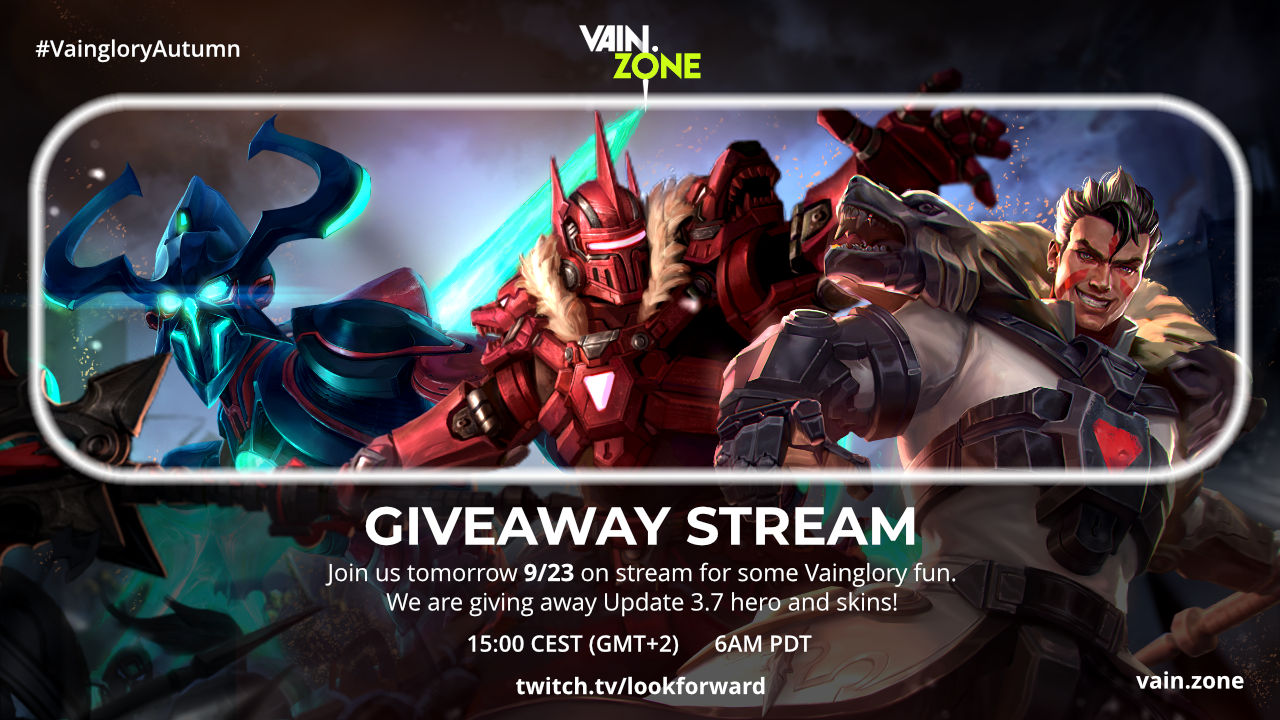 #VaingloryAutumn
VAIN.
ZONE
GIVEAWAY STREAM
Join us tomorrow 9/23 on stream for some Vainglory fun.
We are giving away Update 3.7 hero and skins!
15:00 CEST (GMT+2) 6AM PDT
twitch.tv/lookforward
vain.zone